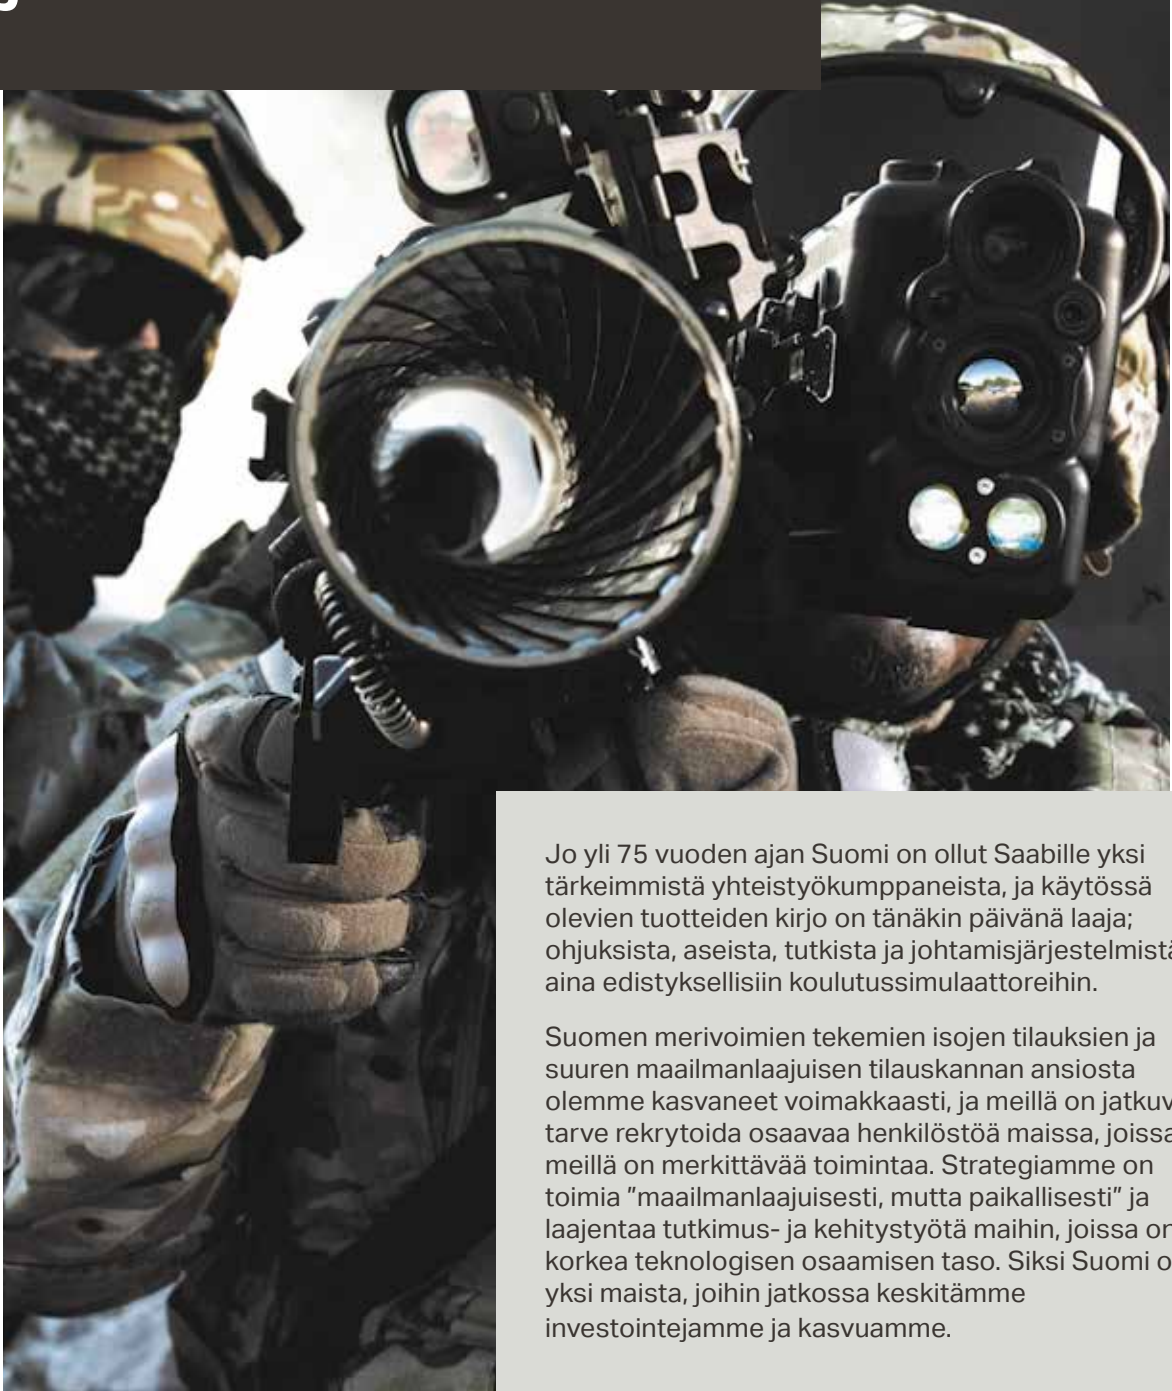 Jo yli 75 vuoden ajan Suomi on ollut Saabille yksi
tärkeimmistä yhteistyökumppaneista, ja käytössä
olevien tuotteiden kirjo on tänäkin päivänä laaja;
ohjuksista, aseista, tutkista ja johtamisjärjestelmistä
aina edistyksellisiin koulutussimulaattoreihin.
Suomen merivoimien tekemien isojen tilauksien ja
suuren maailmanlaajuisen tilauskannan ansiosta
olemme kasvaneet voimakkaasti, ja meillä on jatkuv
tarve rekrytoida osaavaa henkilöstöä maissa, joissa
meillä on merkittävää toimintaa. Strategiamme on
toimia ”maailmanlaajuisesti, mutta paikallisesti” ja
laajentaa tutkimus- ja kehitystyötä maihin, joissa on
korkea teknologisen osaamisen taso. Siksi Suomi o
yksi maista, joihin jatkossa keskitämme
investointejamme ja kasvuamme.